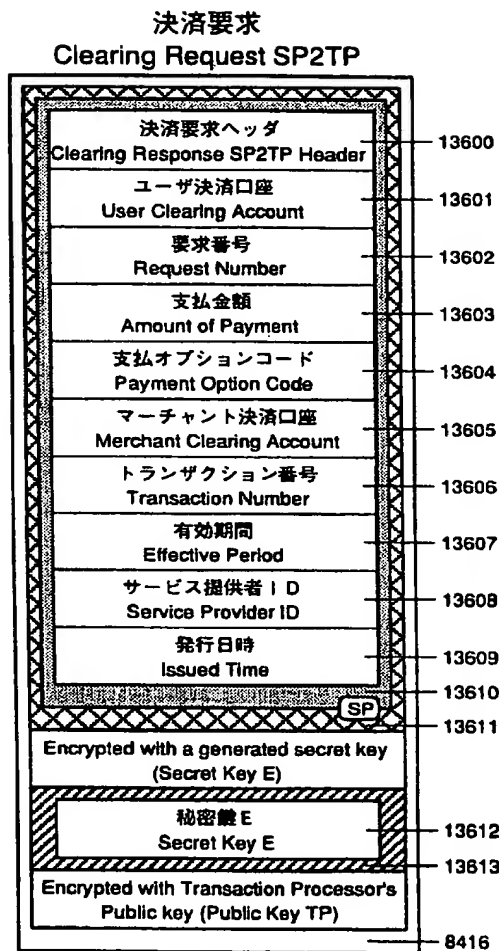 決済要求
Clearing Request SP2TP
決済要求ヘッダ
Clearing Response SP2TP Header
13600
ユーザ決済口座
User Clearing Account
13601
要求番号
Request Number
13602
支払金額
Amount of Payment
13603
支払オプションコード
Payment Option Code
13604
マーチャント決済口座
Merchant Clearing Account
13605
トランザクション番号
Transaction Number
13606
有効期間
Effective Period
13607
サービス提供者ID
Service Provider ID
13608
発行日時
Issued Time
13609
13610
SP
13611
Encrypted with a generated secret key
(Secret Key E)
秘密鍵E
Secret Key E
13612
13613
Encrypted with Transaction Processor's
Public key (Public Key TP)
8416